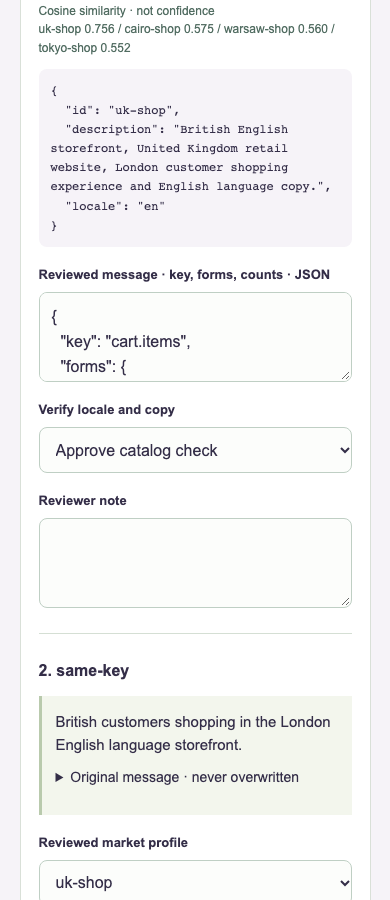 Cosine similarity · not confidence
uk-shop 0.756 / cairo-shop 0.575 / warsaw-shop 0.560 /
tokyo-shop 0.552
{
  "id": "uk-shop",
  "description": "British English
storefront, United Kingdom retail
website, London customer shopping
experience and English language copy.",
  "locale": "en"
}
Reviewed message · key, forms, counts · JSON
{
  "key": "cart.items",
  "forms": {
Verify locale and copy
Approve catalog check
Reviewer note
2. same-key
British customers shopping in the London
English language storefront.
▶ Original message · never overwritten
Reviewed market profile
uk-shop